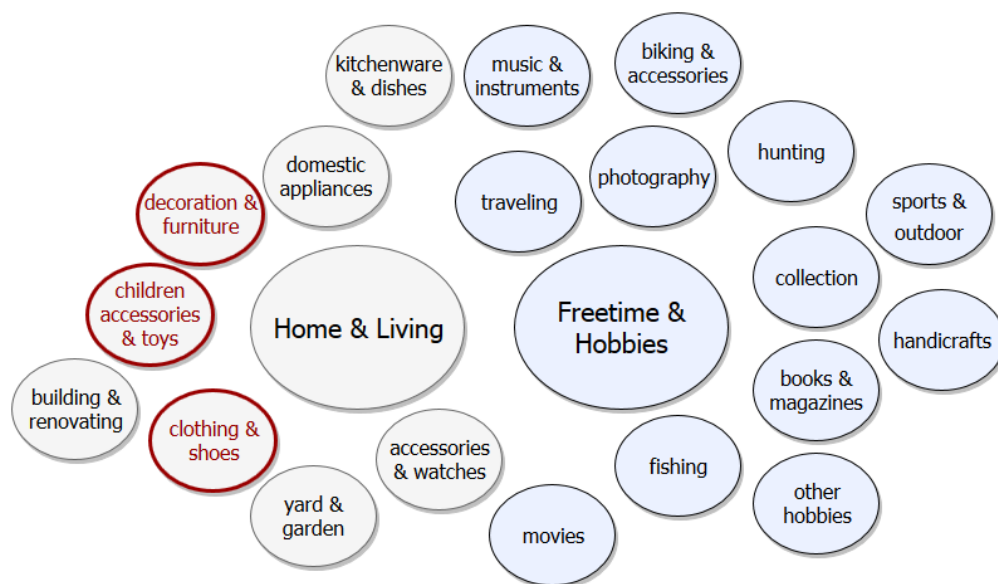 kitchenware
& dishes
music &
instruments
biking &
accessories
domestic
appliances
traveling
photography
hunting
decoration &
furniture
sports &
outdoor
children
accessories
& toys
Home & Living
Freetime &
Hobbies
collection
handicrafts
building &
renovating
clothing &
shoes
accessories
& watches
books &
magazines
yard &
garden
fishing
movies
other
hobbies